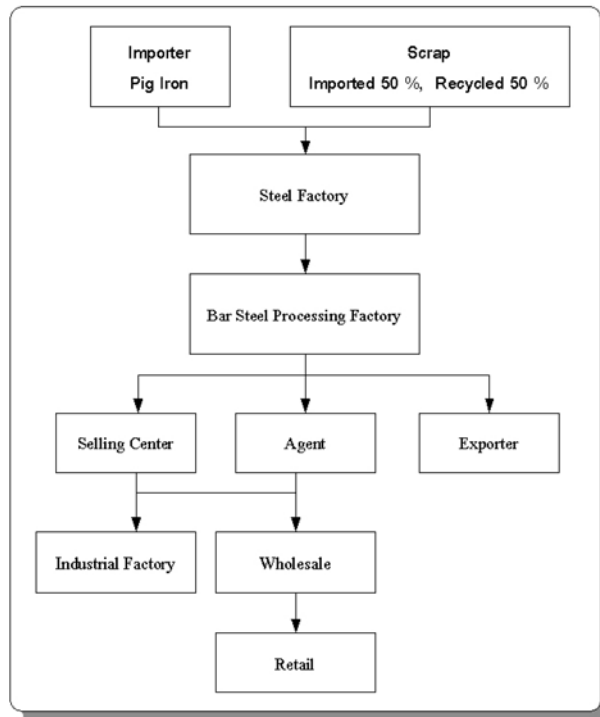 Importer
Pig Iron
Scrap
Imported 50 %, Recycled 50 %
Steel Factory
Bar Steel Processing Factory
Selling Center
Agent
Exporter
Industrial Factory
Wholesale
Retail